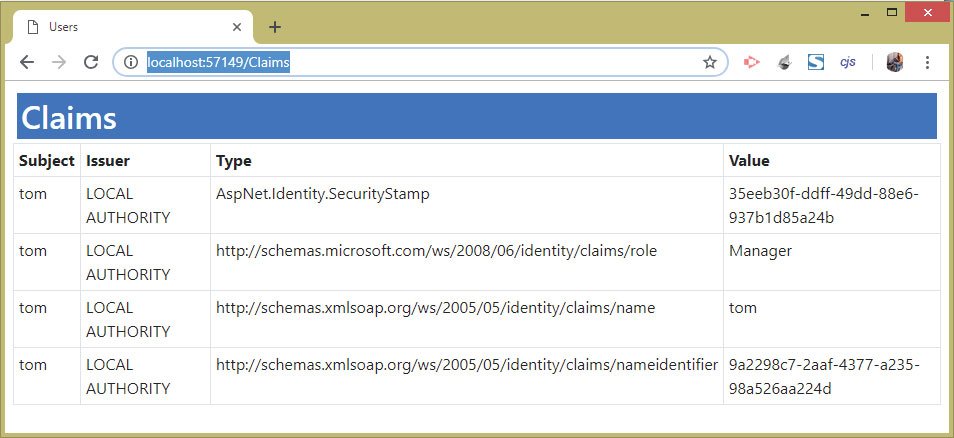 Users
localhost:57149/Claims
cjs
Claims
Subject Issuer Type Value
tom LOCAL AspNet.Identity.SecurityStamp 35eeb30f-ddff-49dd-88e6-
AUTHORITY 937b1d85a24b
tom LOCAL http://schemas.microsoft.com/ws/2008/06/identity/claims/role Manager
AUTHORITY
tom LOCAL http://schemas.xmlsoap.org/ws/2005/05/identity/claims/name tom
AUTHORITY
tom LOCAL http://schemas.xmlsoap.org/ws/2005/05/identity/claims/nameidentifier 9a2298c7-2aaf-4377-a235-
AUTHORITY 98a526aa224d